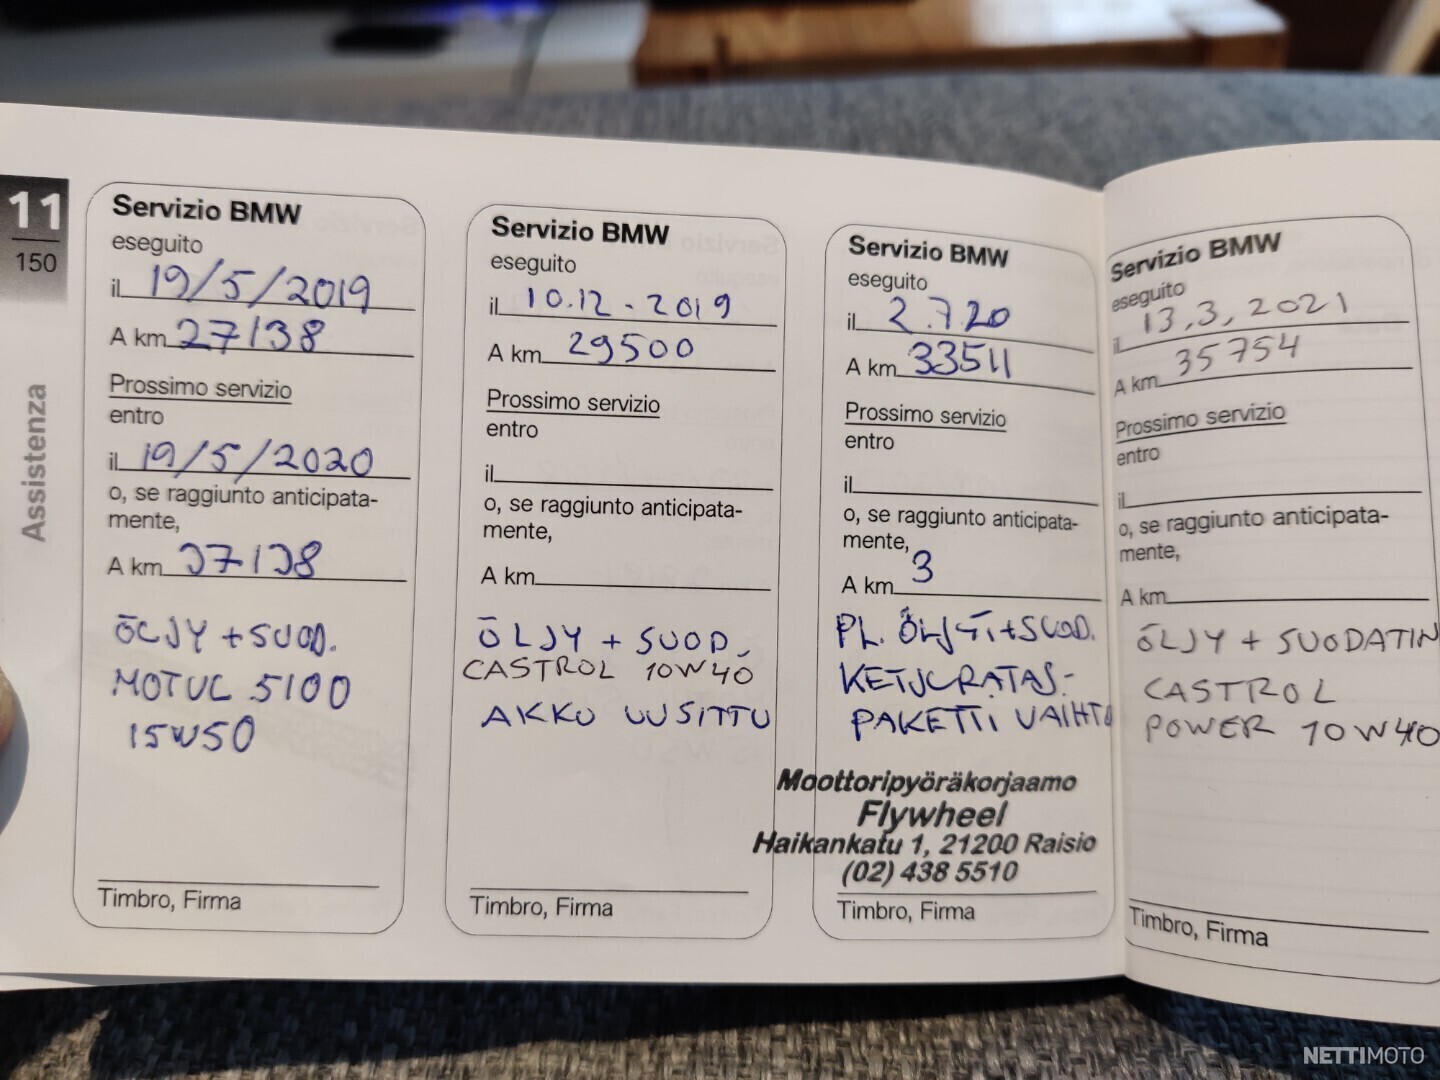 11
150
Assistenza
Servizio BMW
eseguito
il 19/5/2019
A km 27138
Prossimo servizio
entro
il 19/5/2020
o, se raggiunto anticipata-
mente,
A km 37138
ÖLJY + SUOD.
MOTUL 5100
15W50
Timbro, Firma
Servizio BMW
eseguito
il 10.12.2019
A km 29500
Prossimo servizio
entro
il
o, se raggiunto anticipata-
mente,
A km
ÖLJY + SUOD.
CASTROL 10W40
AKKU UUSITTU
Timbro, Firma
Servizio BMW
eseguito
il 2.7.20
A km 33511
Prossimo servizio
entro
il
o, se raggiunto anticipata-
mente,
A km 3
PL. ÖLJYT+SUOD.
KETJURATAS-
PAKETTI VAIHTO
Moottoripyöräkorjaamo
Flywheel
Haikankatu 1, 21200 Raisio
(02) 438 5510
Timbro, Firma
Servizio BMW
eseguito
il 13.3.2021
A km 35754
Prossimo servizio
entro
il
o, se raggiunto anticipata-
mente,
A km
ÖLJY + SUODATIN
CASTROL
POWER 10W40
Timbro, Firma
NETTIMOTO